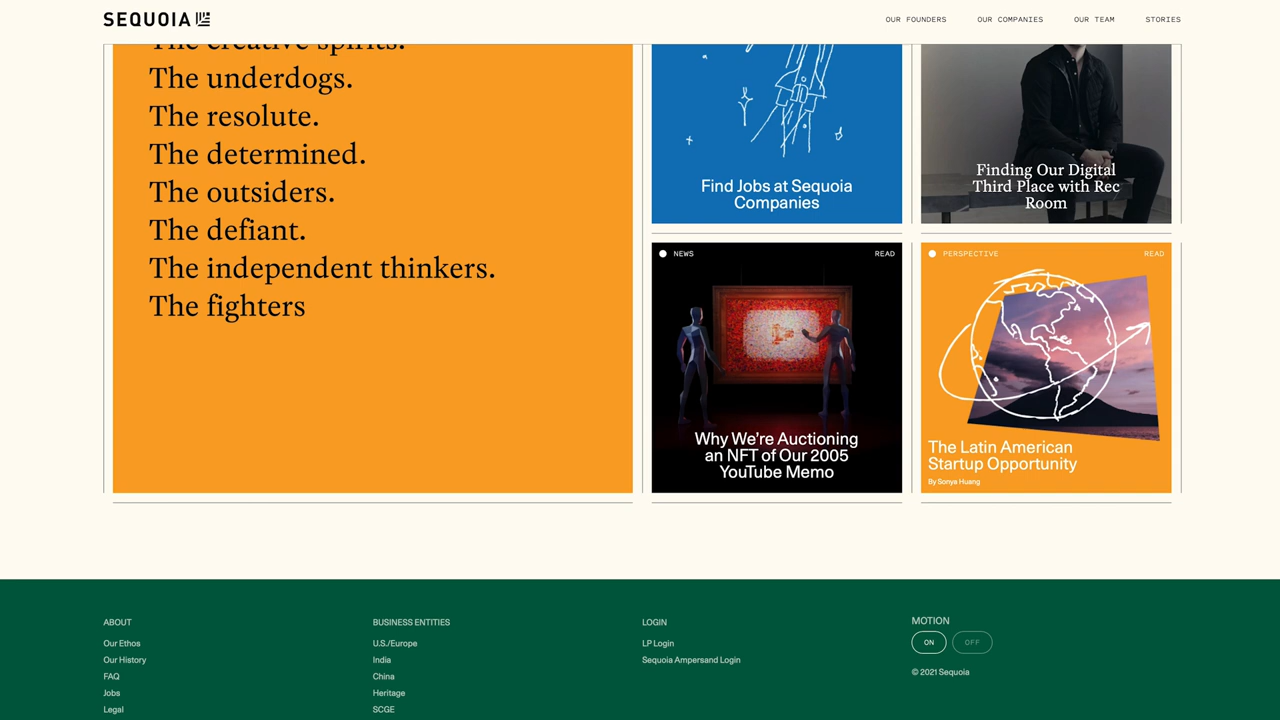 SEQUOIA
OUR FOUNDERS
OUR COMPANIES
OUR TEAM
STORIES
The creative spirits.
The underdogs.
The resolute.
The determined.
The outsiders.
The defiant.
The independent thinkers.
The fighters
Find Jobs at Sequoia
Companies
Finding Our Digital
Third Place with Rec
Room
NEWS
READ
Why We’re Auctioning
an NFT of Our 2005
YouTube Memo
PERSPECTIVE
READ
The Latin American
Startup Opportunity
By Sonya Huang
ABOUT
Our Ethos
Our History
FAQ
Jobs
Legal
BUSINESS ENTITIES
U.S./Europe
India
China
Heritage
SCGE
LOGIN
LP Login
Sequoia Ampersand Login
MOTION
ON
OFF
© 2021 Sequoia